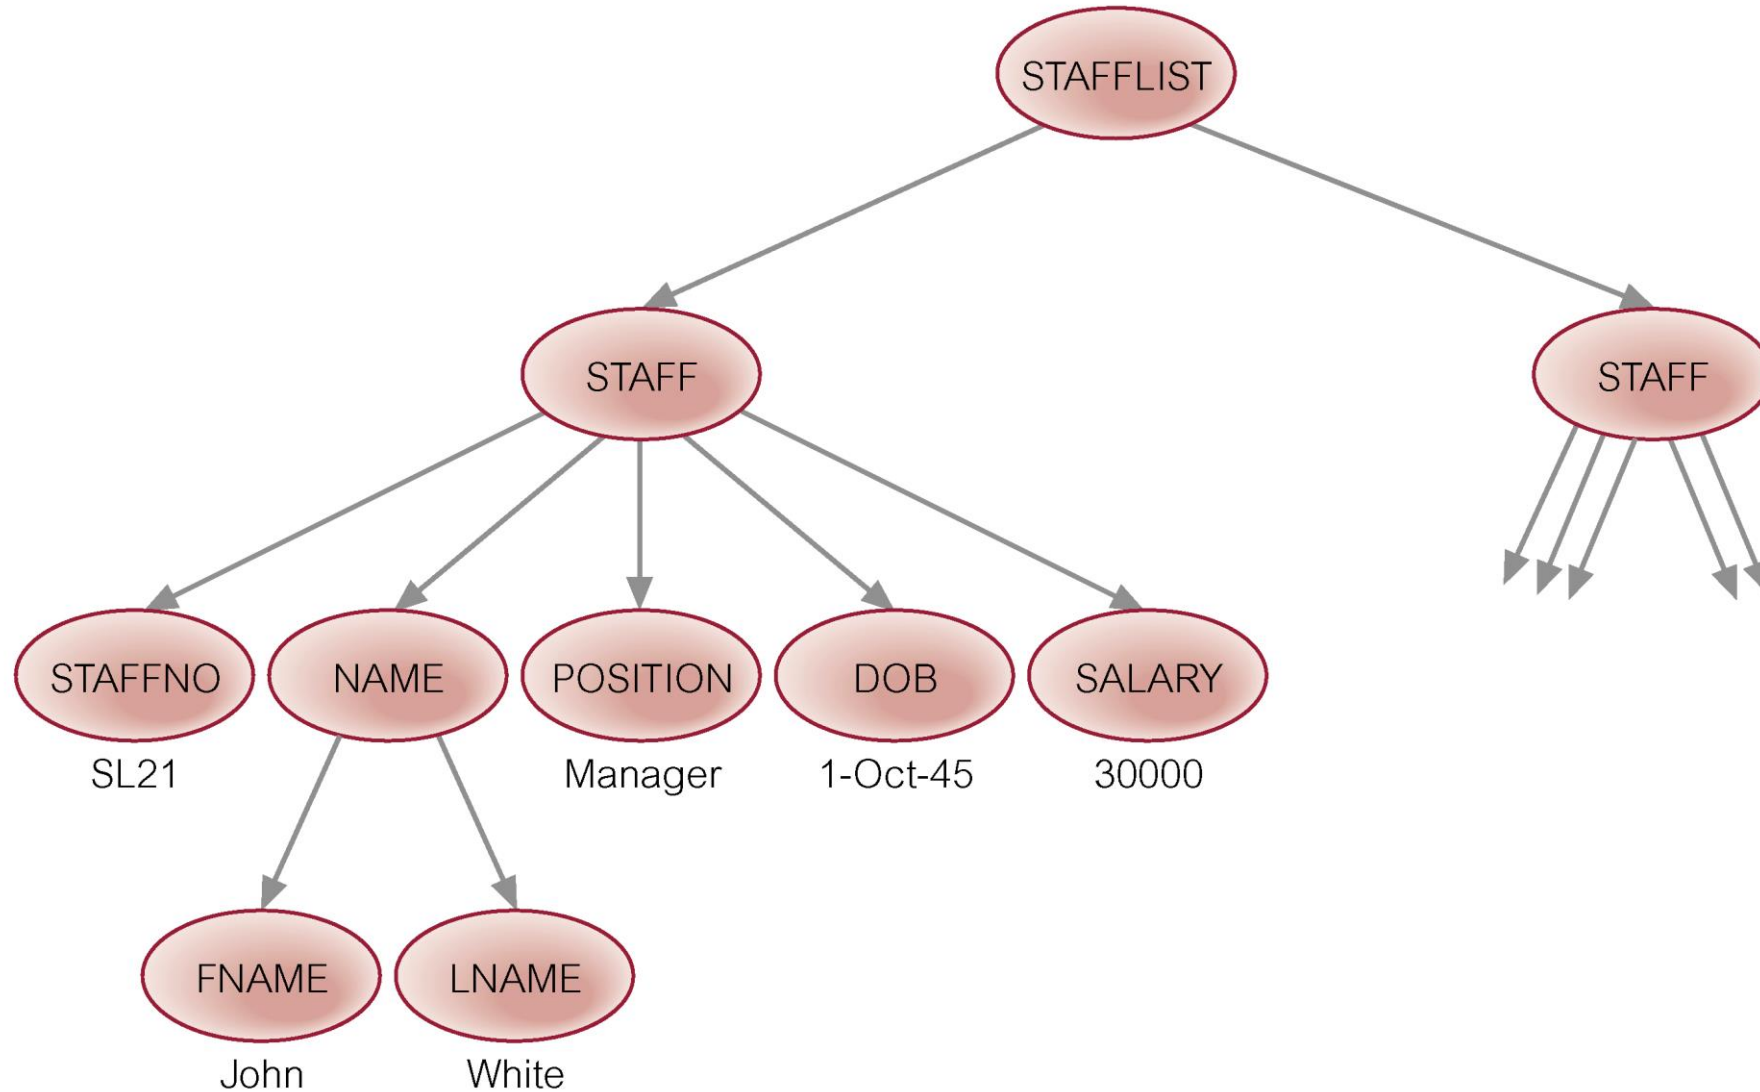 STAFFLIST
STAFF
STAFF
STAFFNO
NAME
POSITION
DOB
SALARY
SL21
Manager
1-Oct-45
30000
FNAME
LNAME
John
White